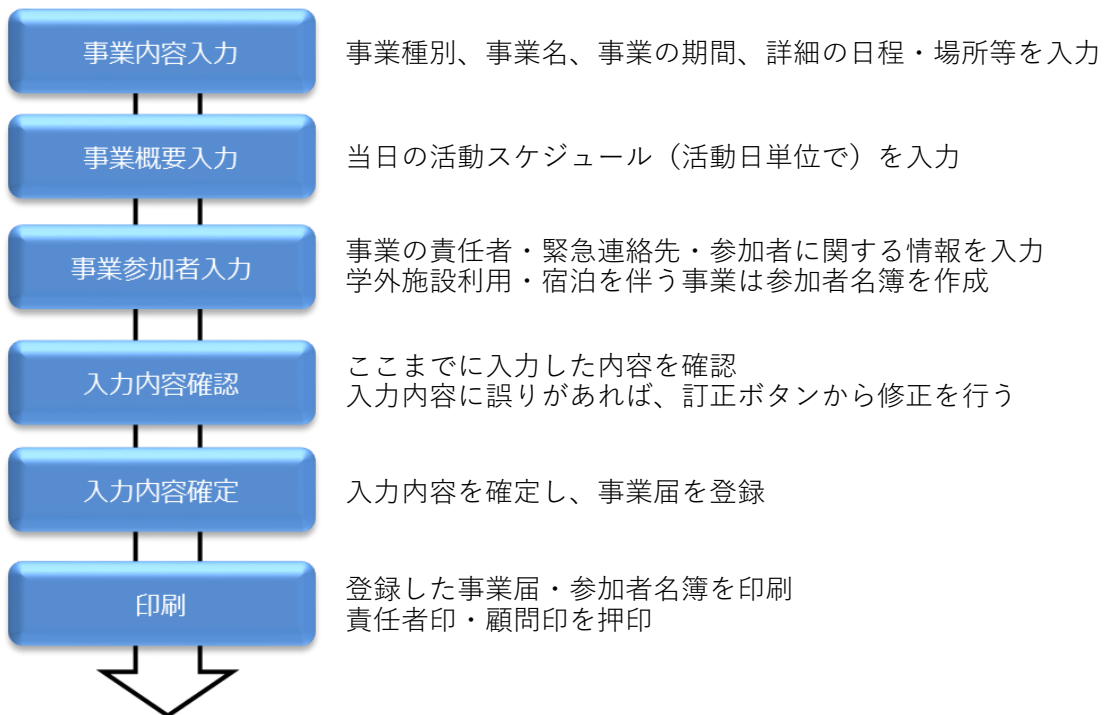 事業内容入力
事業種別、事業名、事業の期間、詳細の日程・場所等を入力
事業概要入力
当日の活動スケジュール（活動日単位で）を入力
事業参加者入力
事業の責任者・緊急連絡先・参加者に関する情報を入力
学外施設利用・宿泊を伴う事業は参加者名簿を作成
入力内容確認
ここまでに入力した内容を確認
入力内容に誤りがあれば、訂正ボタンから修正を行う
入力内容確定
入力内容を確定し、事業届を登録
印刷
登録した事業届・参加者名簿を印刷
責任者印・顧問印を押印